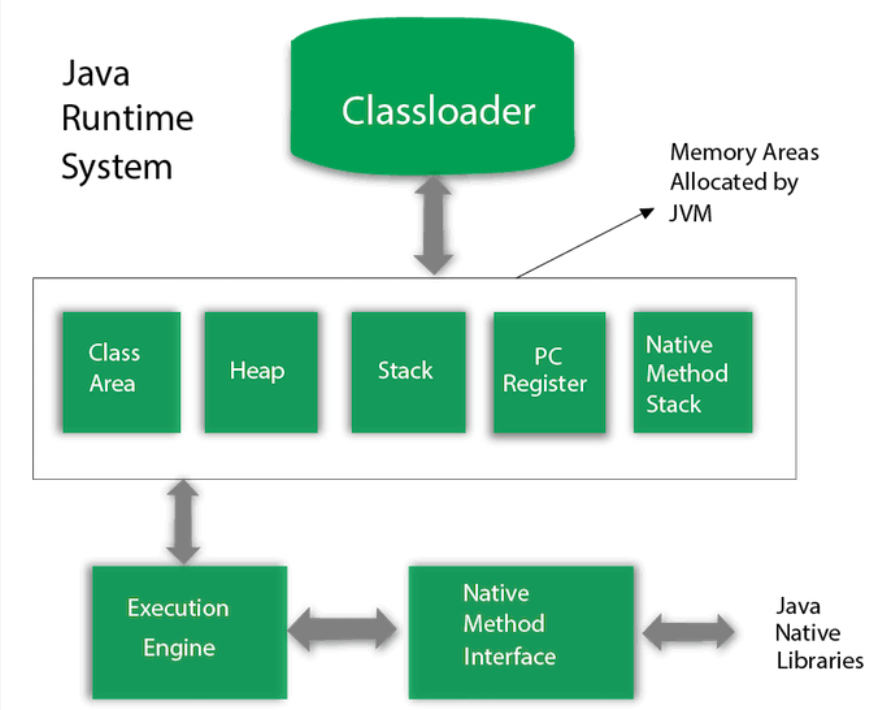 Java
Runtime
System
Classloader
Memory Areas
Allocated by
JVM
Class
Area
Heap
Stack
PC
Register
Native
Method
Stack
Execution
Engine
Native
Method
Interface
Java
Native
Libraries